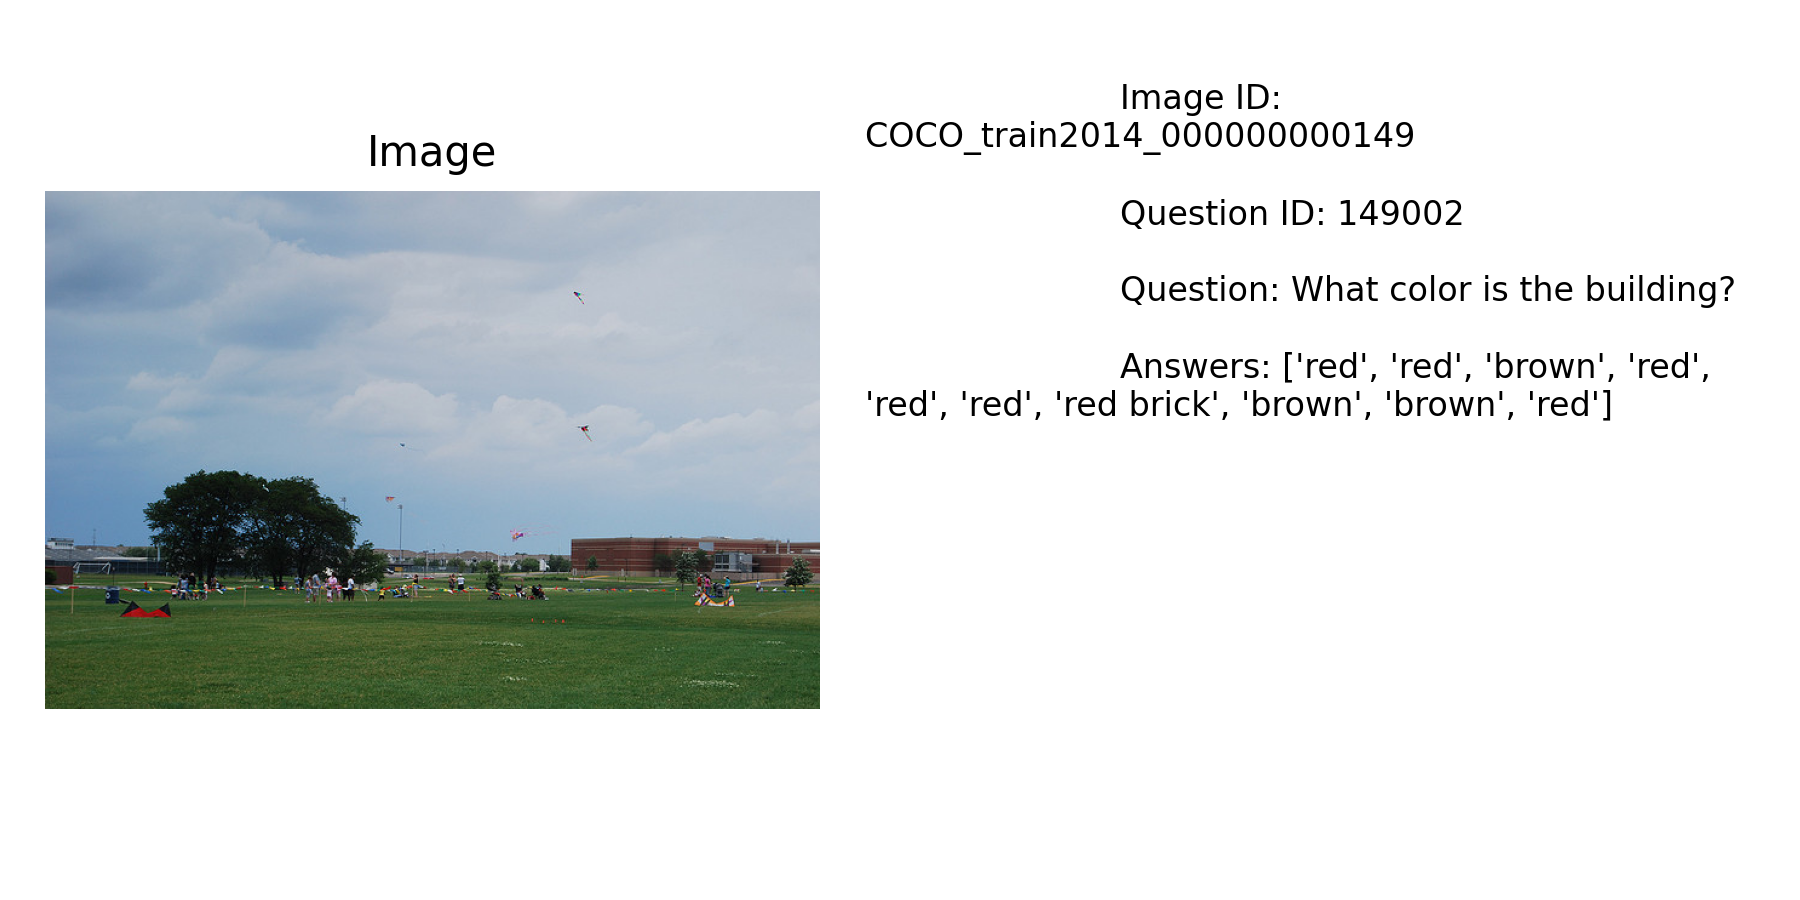 Image
Image ID:
COCO_train2014_000000000149
Question ID: 149002
Question: What color is the building?
Answers: ['red', 'red', 'brown', 'red',
'red', 'red', 'red brick', 'brown', 'brown', 'red']